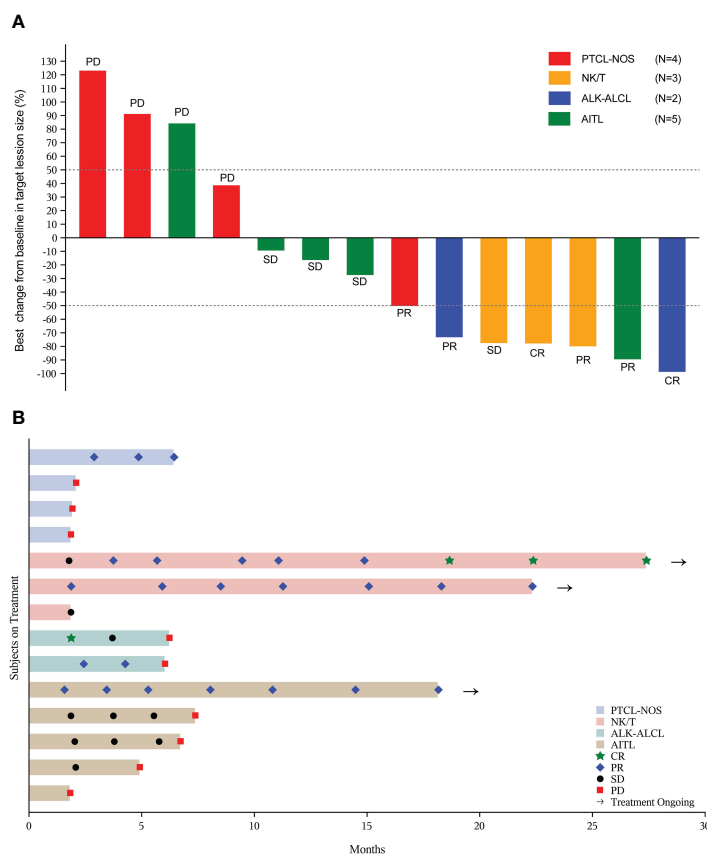 A
Best change from baseline in target lession size (%)
130
120
110
100
90
80
70
60
50
40
30
20
10
0
-10
-20
-30
-40
-50
-60
-70
-80
-90
-100
PD
PD
PD
PD
SD
SD
SD
PR
PR
SD
CR
PR
PR
CR
PTCL-NOS (N=4)
NK/T (N=3)
ALK-ALCL (N=2)
AITL (N=5)
B
Subjects on Treatment
PTCL-NOS
NK/T
ALK-ALCL
AITL
CR
PR
SD
PD
→ Treatment Ongoing
0 5 10 15 20 25 30
Months